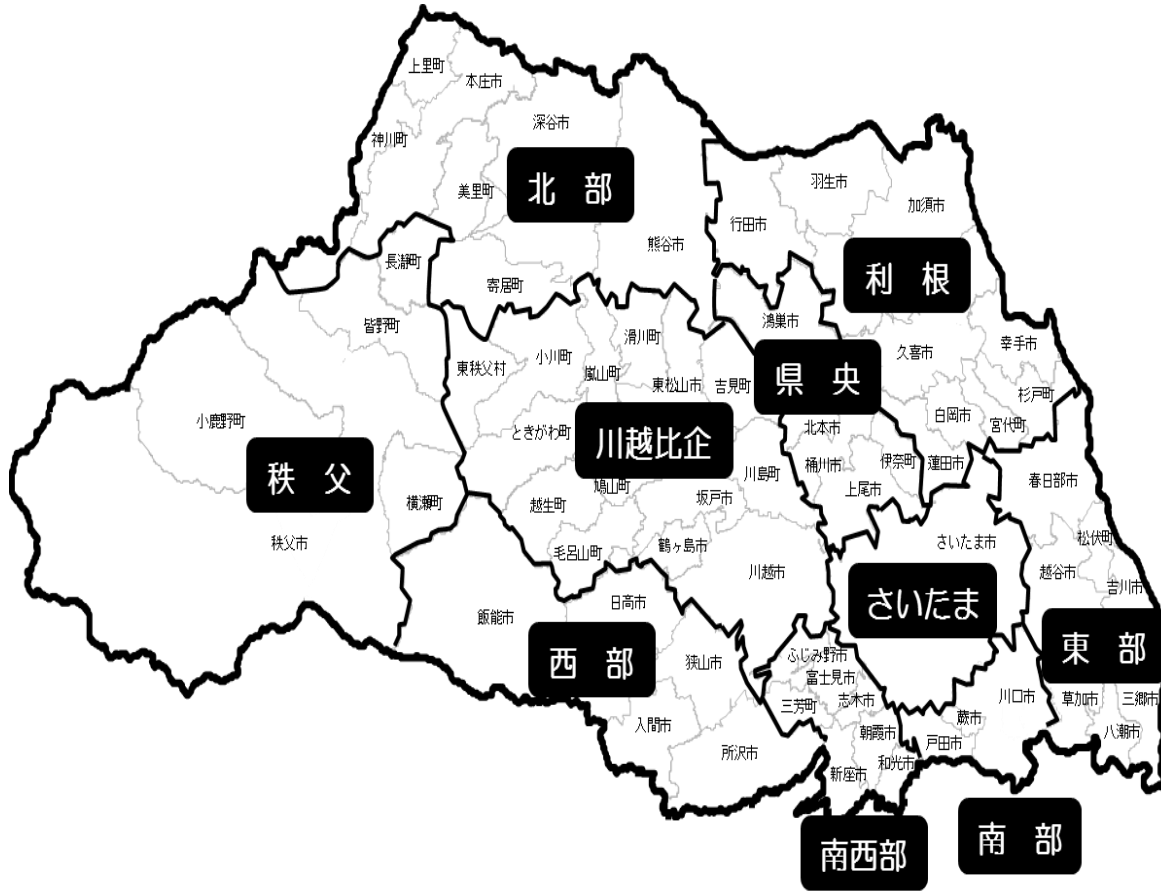 上里町
本庄市
深谷市
神川町
美里町
北部
熊谷市
寄居町
羽生市
加須市
行田市
利根
長瀞町
皆野町
小鹿野町
秩父
横瀬町
秩父市
東秩父村
小川町
嵐山町
滑川町
東松山市
吉見町
ときがわ町
川越比企
川島町
鳩山町
越生町
坂戸市
毛呂山町
鶴ヶ島市
川越市
鴻巣市
県央
北本市
桶川市
伊奈町
上尾市
久喜市
幸手市
杉戸町
白岡市
宮代町
蓮田市
春日部市
松伏町
越谷市
吉川市
東部
草加市
三郷市
八潮市
さいたま市
さいたま
飯能市
日高市
西部
狭山市
入間市
所沢市
ふじみ野市
富士見市
三芳町
志木市
朝霞市
和光市
新座市
南西部
川口市
蕨市
戸田市
南部